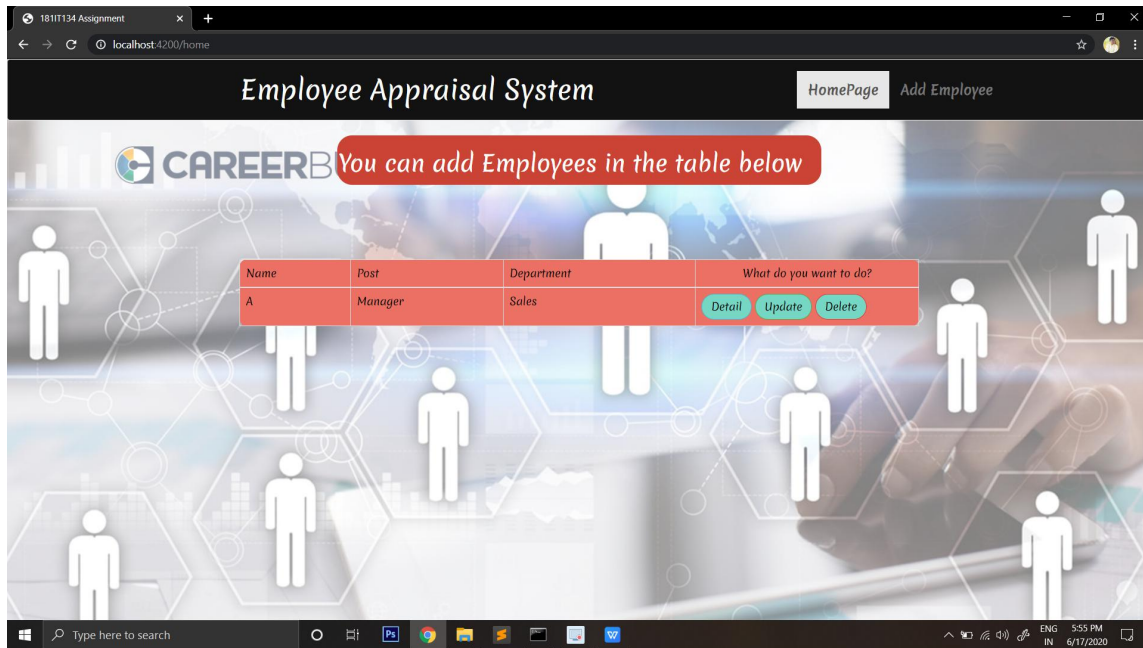 181IT134 Assignment
localhost:4200/home
Employee Appraisal System
HomePage
Add Employee
CAREERB
You can add Employees in the table below
Name Post Department What do you want to do?
A Manager Sales Detail Update Delete
Type here to search
Ps
W
ENG 5:55 PM
IN 6/17/2020